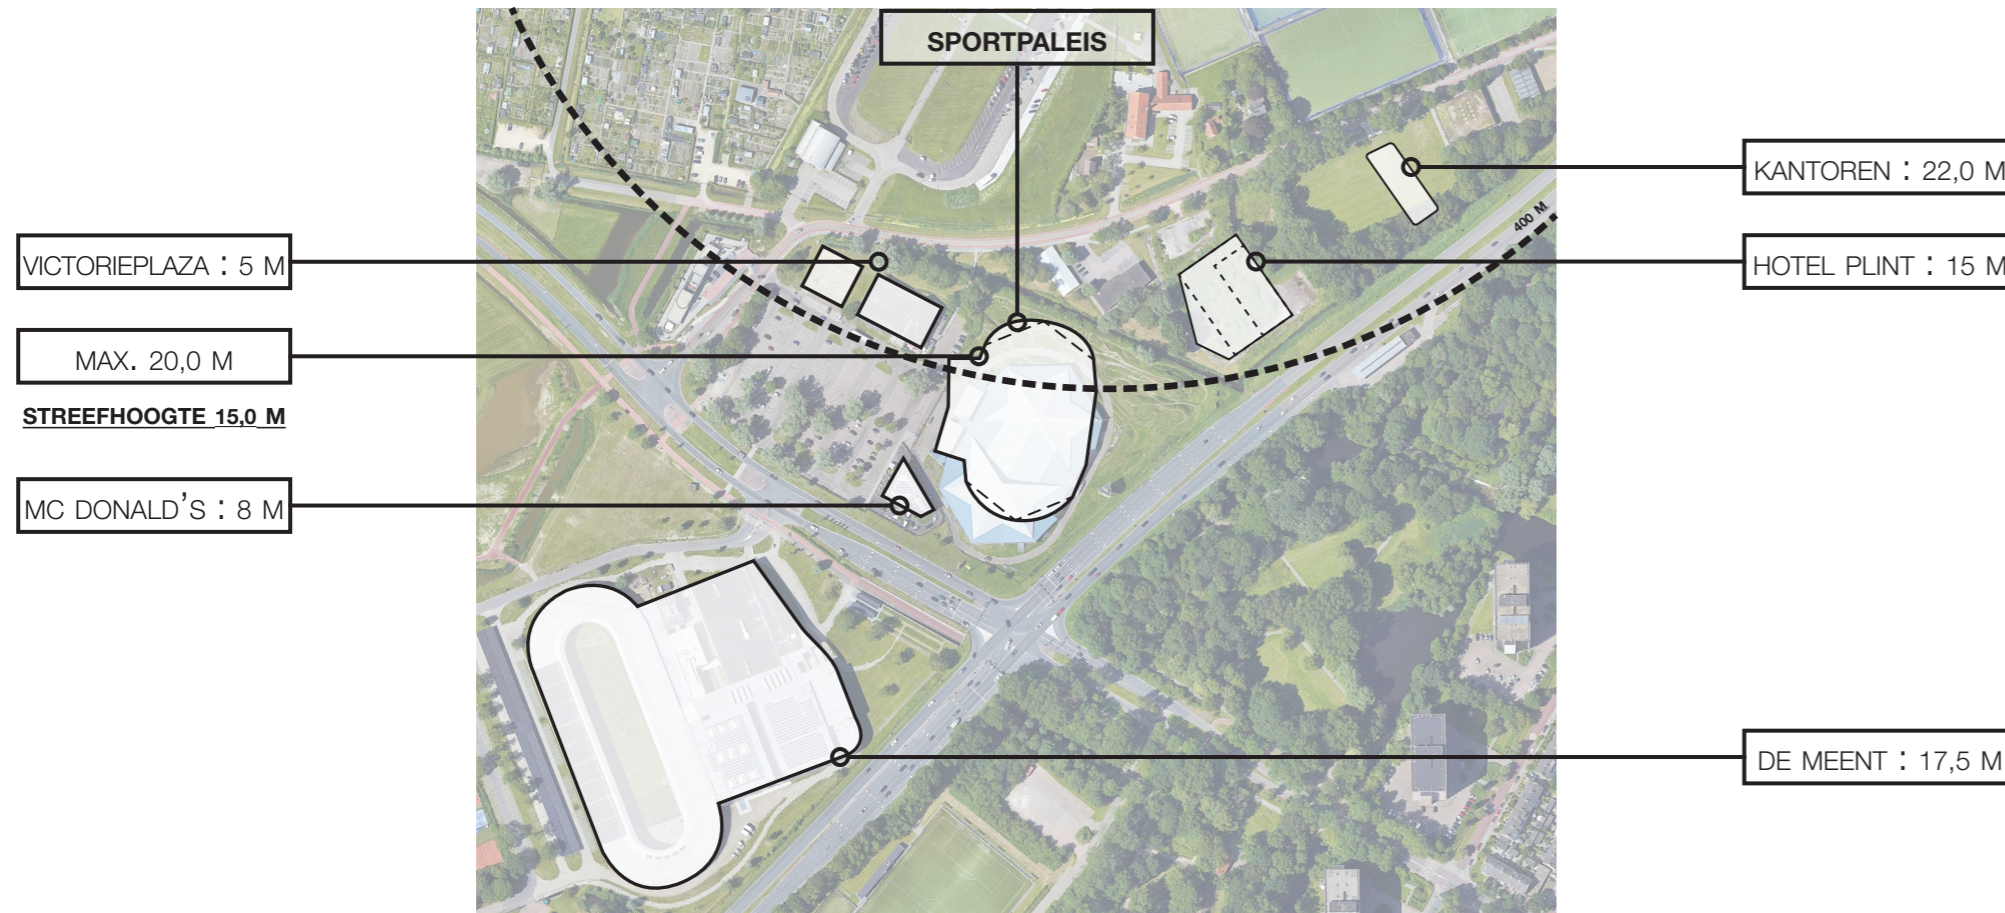 SPORTPALEIS
KANTOREN : 22,0 M
400 M
VICTORIEPLAZA : 5 M
HOTEL PLINT : 15 M
MAX. 20,0 M
STREEFHOOGTE 15,0 M
MC DONALD'S : 8 M
DE MEENT : 17,5 M